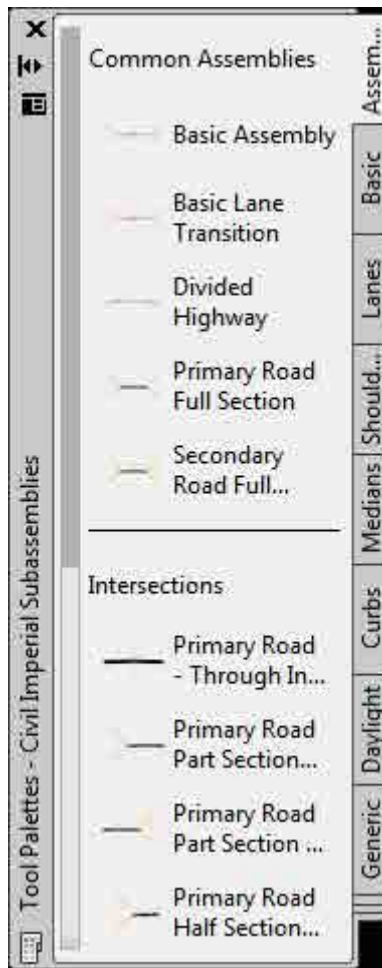 Common Assemblies
Basic Assembly
Basic Lane
Transition
Divided
Highway
Primary Road
Full Section
Secondary
Road Full...
Intersections
Primary Road
- Through In...
Primary Road
Part Section...
Primary Road
Part Section ...
Primary Road
Half Section...
Assem...
Basic
Lanes
Should...
Medians
Curbs
Daylight
Generic
Tool Palettes - Civil Imperial Subassemblies